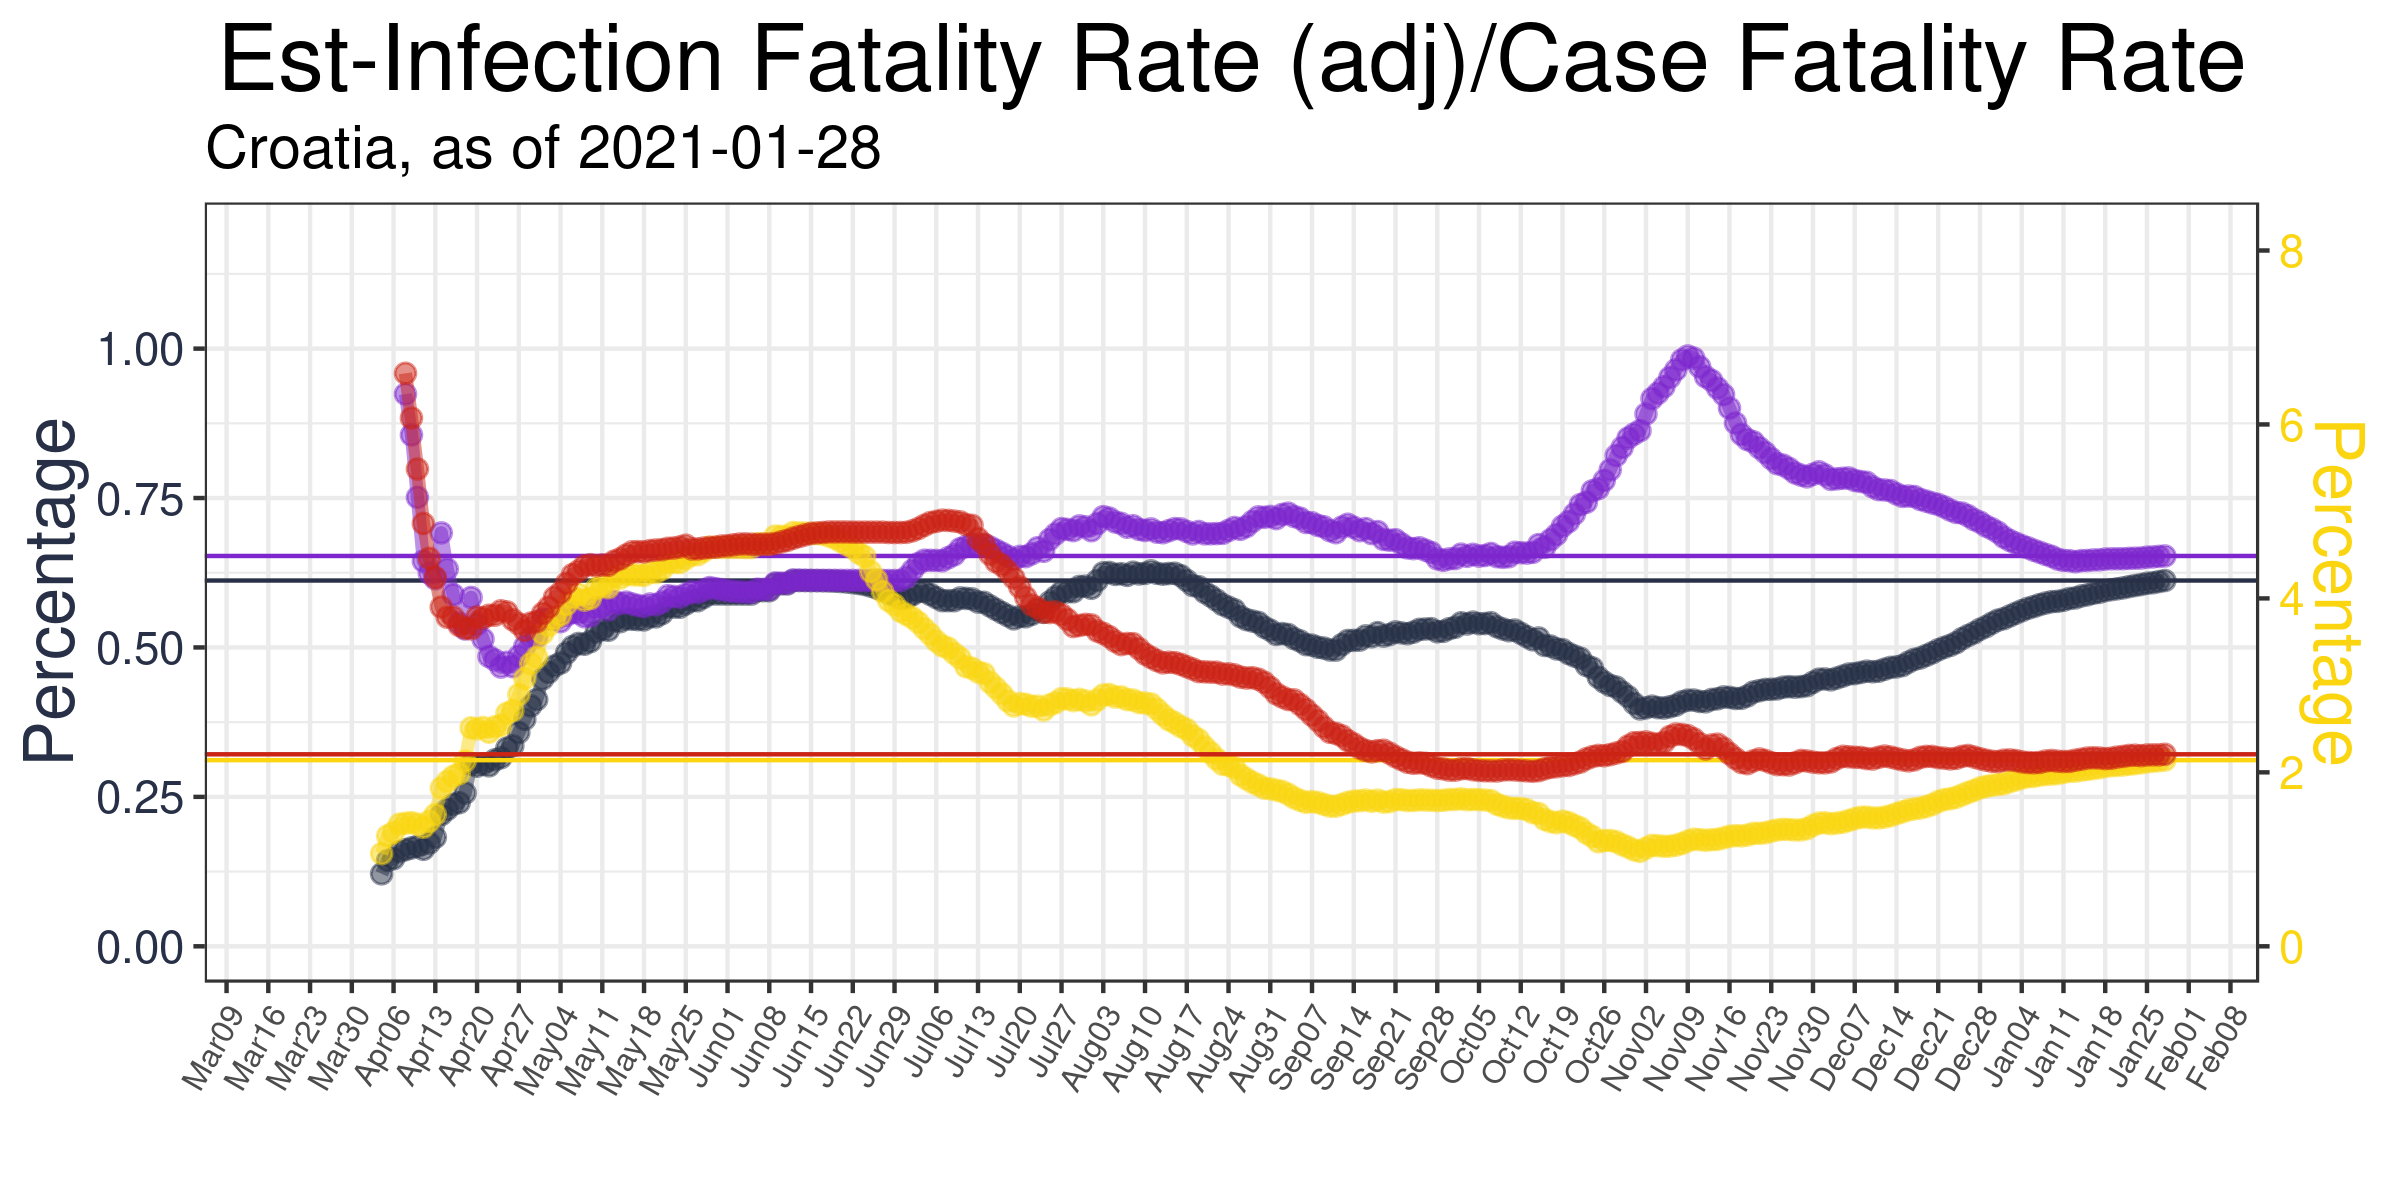 Est-Infection Fatality Rate (adj)/Case Fatality Rate
Croatia, as of 2021-01-28
Percentage
1.00
0.75
0.50
0.25
0.00
8
6
4
2
0
Percentage
Mar09
Mar16
Mar23
Mar30
Apr06
Apr13
Apr20
Apr27
May04
May11
May18
May25
Jun01
Jun08
Jun15
Jun22
Jun29
Jul06
Jul13
Jul20
Jul27
Aug03
Aug10
Aug17
Aug24
Aug31
Sep07
Sep14
Sep21
Sep28
Oct05
Oct12
Oct19
Oct26
Nov02
Nov09
Nov16
Nov23
Nov30
Dec07
Dec14
Dec21
Dec28
Jan04
Jan11
Jan18
Jan25
Feb01
Feb08